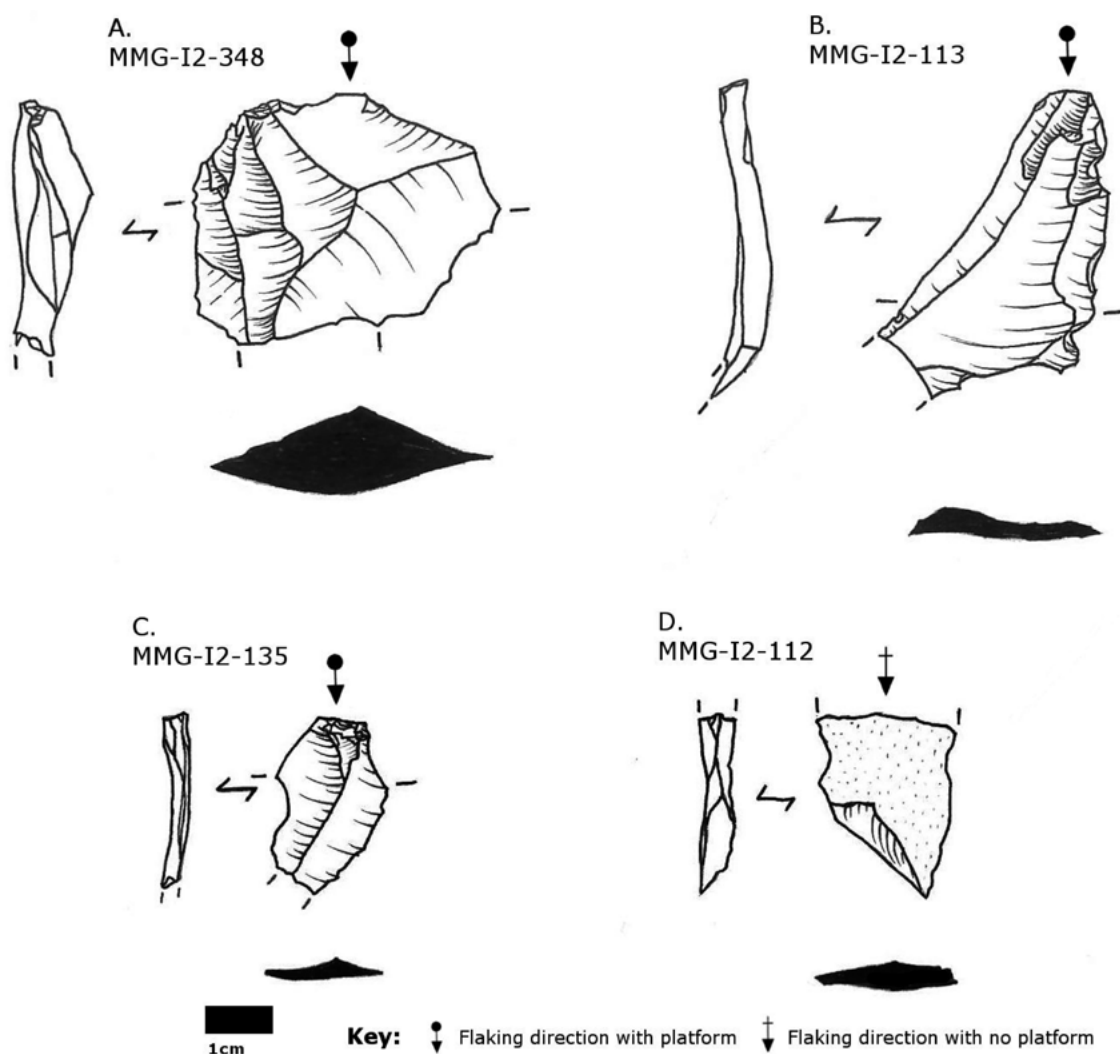 A.
MMG-I2-348
B.
MMG-I2-113
C.
MMG-I2-135
D.
MMG-I2-112
1cm
Key: Flaking direction with platform Flaking direction with no platform